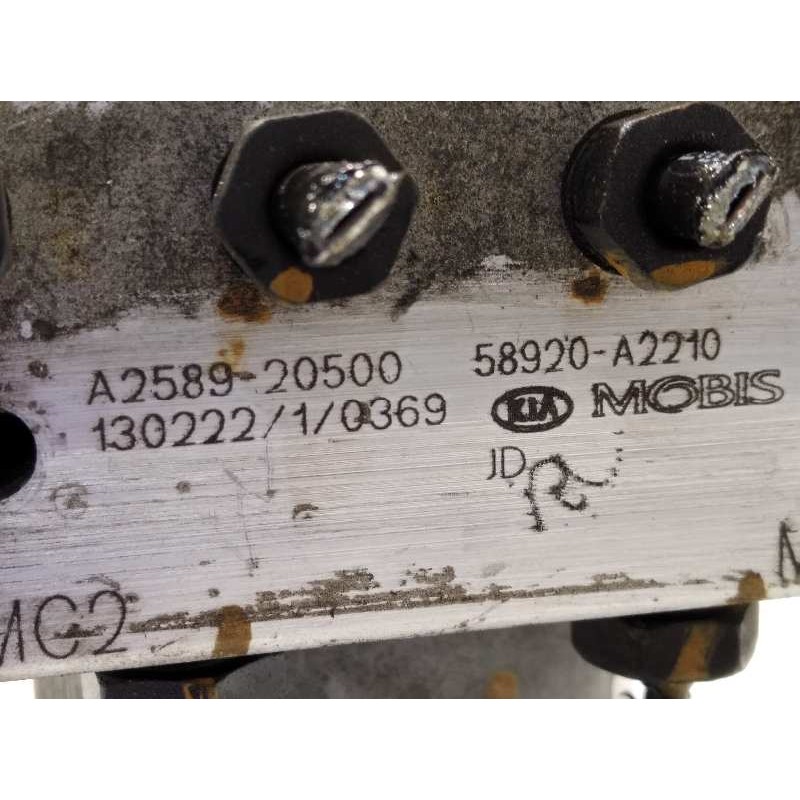 A2589-20500 58920-A2210
130222/1/0369 KIA MOBIS
JD
MC2